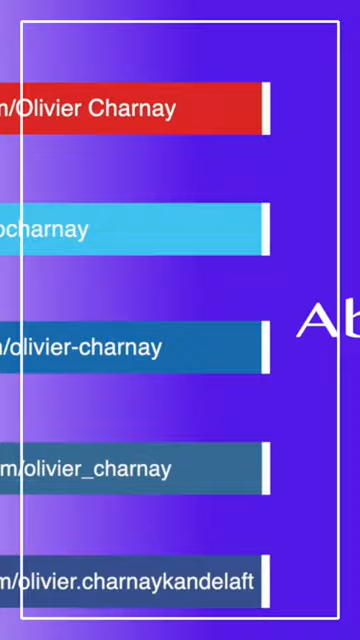 m/Olivier Charnay
ocharnay
n/olivier-charnay
Ab
m/olivier_charnay
m/olivier.charnaykandelaft